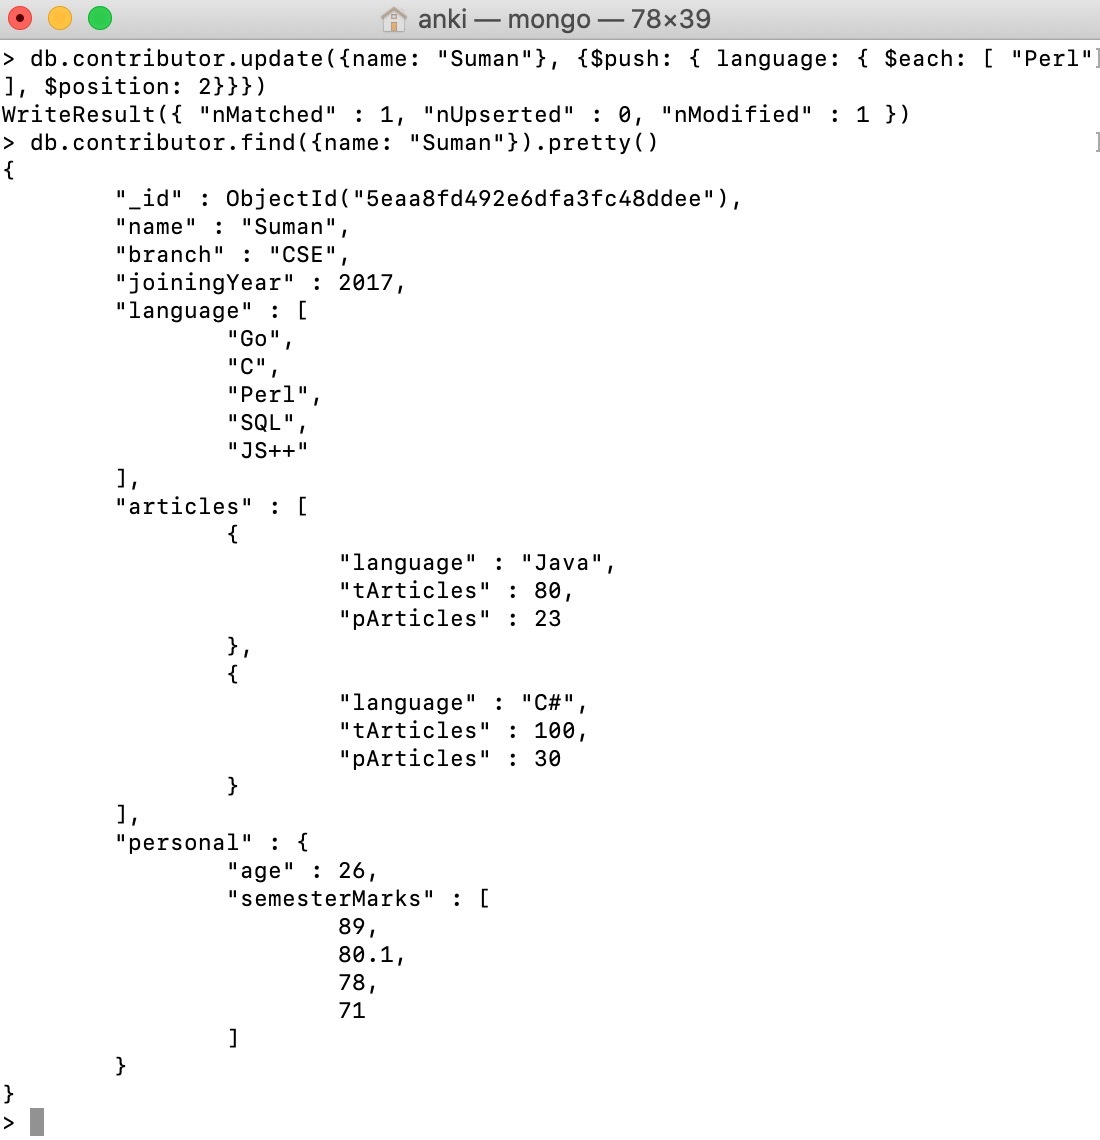 anki — mongo — 78×39
> db.contributor.update({name: "Suman"}, {$push: { language: { $each: [ "Perl"
], $position: 2}}})
WriteResult({ "nMatched" : 1, "nUpserted" : 0, "nModified" : 1 })
> db.contributor.find({name: "Suman"}).pretty()
{
        "_id" : ObjectId("5eaa8fd492e6dfa3fc48ddee"),
        "name" : "Suman",
        "branch" : "CSE",
        "joiningYear" : 2017,
        "language" : [
                "Go",
                "C",
                "Perl",
                "SQL",
                "JS++"
        ],
        "articles" : [
                {
                        "language" : "Java",
                        "tArticles" : 80,
                        "pArticles" : 23
                },
                {
                        "language" : "C#",
                        "tArticles" : 100,
                        "pArticles" : 30
                }
        ],
        "personal" : {
                "age" : 26,
                "semesterMarks" : [
                        89,
                        80.1,
                        78,
                        71
                ]
        }
}
>